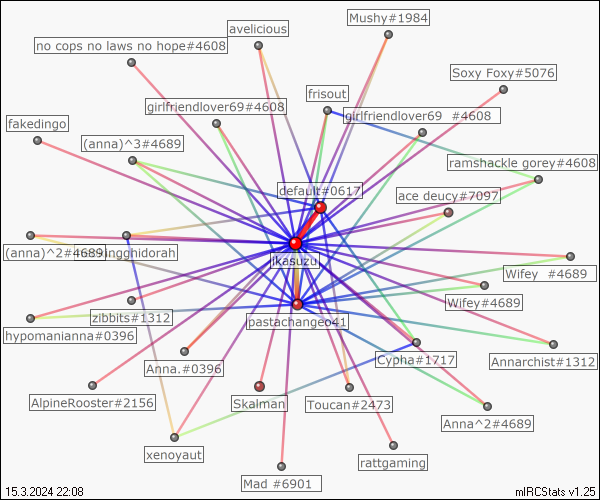 Mushy#1984
avelicious
no cops no laws no hope#4608
Soxy Foxy#5076
frisout
girlfriendlover69#4608
girlfriendlover69 #4608
fakedingo
(anna)^3#4689
ramshackle gorey#4608
default#0617
ace deucy#7097
(anna)^2#4689
gghidorah#
ikasuzu
Wifey #4689
Wifey#4689
zibbits#1312
pastachangeo41
hypomanianna#0396
Cypha#1717
Annarchist#1312
Anna.#0396
AlpineRooster#2156
Skalman
Toucan#2473
Anna^2#4689
xenoyaut
rattgaming
Mad #6901
15.3.2024 22:08
mIRCStats v1.25